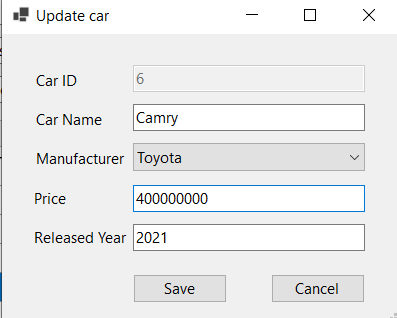 Update car
Car ID 6
Car Name Camry
Manufacturer Toyota
Price 400000000
Released Year 2021
Save Cancel